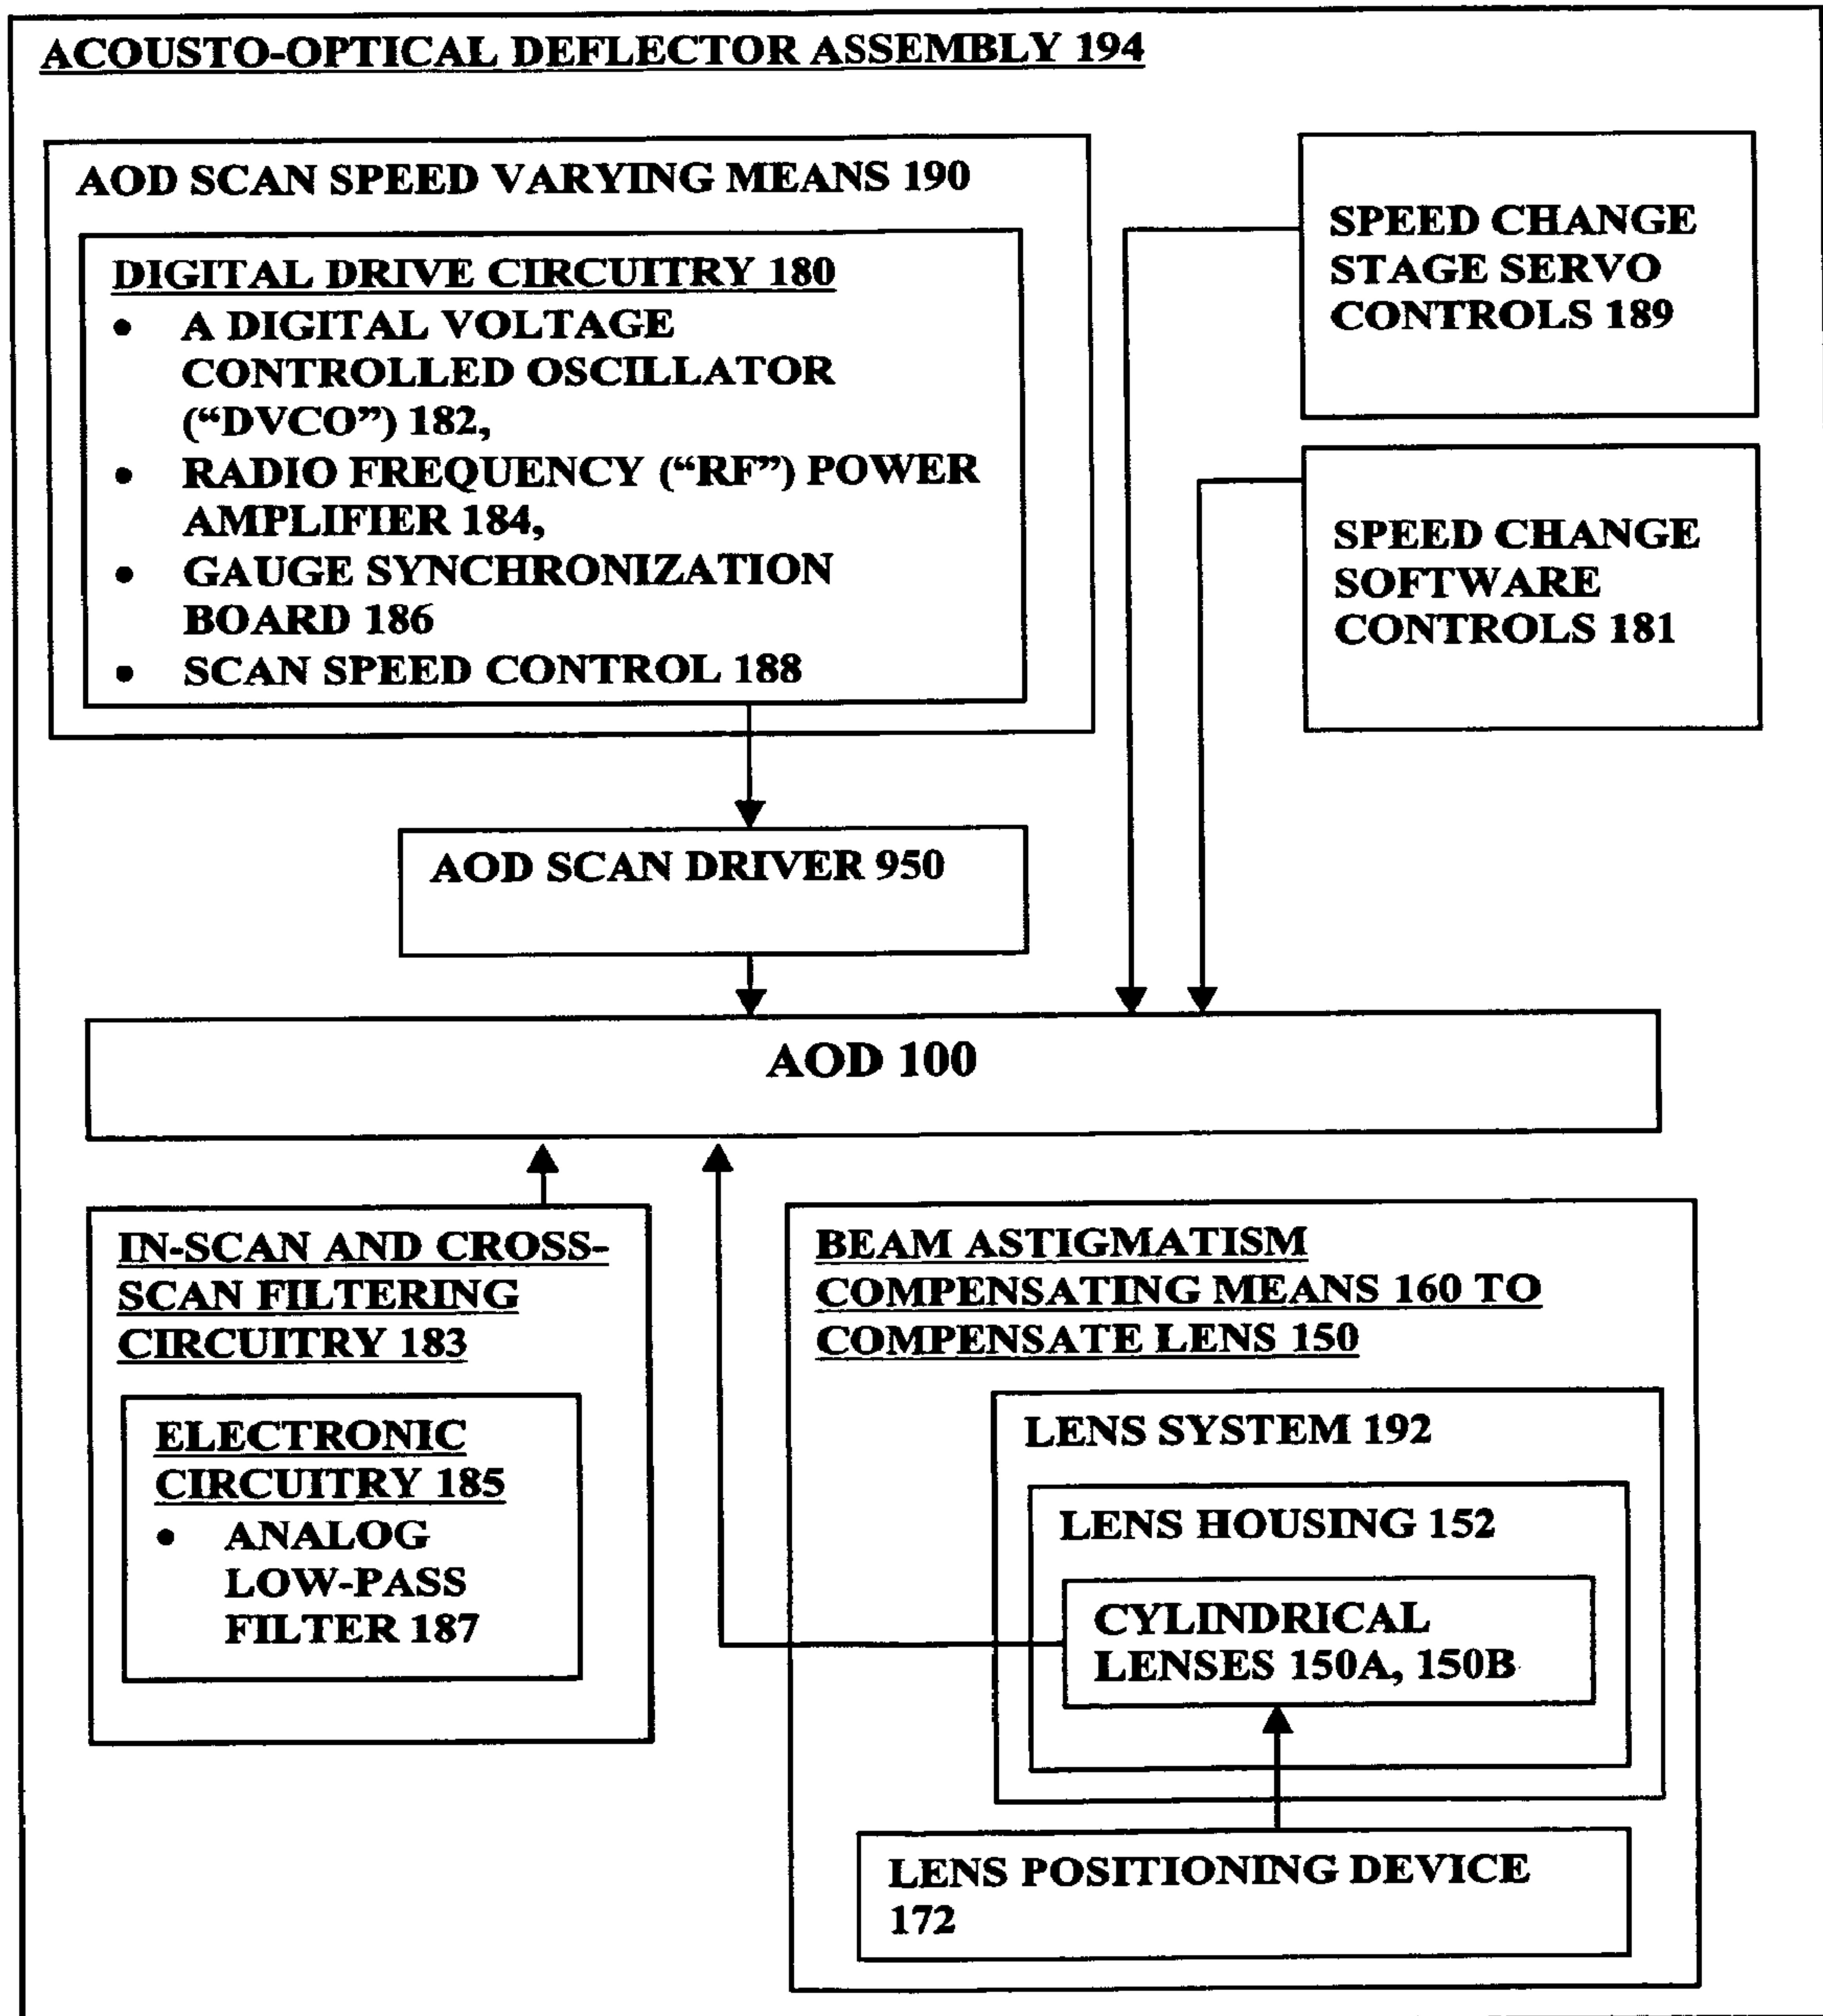 ACOUSTO-OPTICAL DEFLECTOR ASSEMBLY 194
AOD SCAN SPEED VARYING MEANS 190
DIGITAL DRIVE CIRCUITRY 180
• A DIGITAL VOLTAGE
CONTROLLED OSCILLATOR
(“DVCO”) 182,
• RADIO FREQUENCY (“RF”) POWER
AMPLIFIER 184,
• GAUGE SYNCHRONIZATION
BOARD 186
• SCAN SPEED CONTROL 188
SPEED CHANGE
STAGE SERVO
CONTROLS 189
SPEED CHANGE
SOFTWARE
CONTROLS 181
AOD SCAN DRIVER 950
AOD 100
IN-SCAN AND CROSS-
SCAN FILTERING
CIRCUITRY 183
ELECTRONIC
CIRCUITRY 185
• ANALOG
LOW-PASS
FILTER 187
BEAM ASTIGMATISM
COMPENSATING MEANS 160 TO
COMPENSATE LENS 150
LENS SYSTEM 192
LENS HOUSING 152
CYLINDRICAL
LENSES 150A, 150B
LENS POSITIONING DEVICE
172